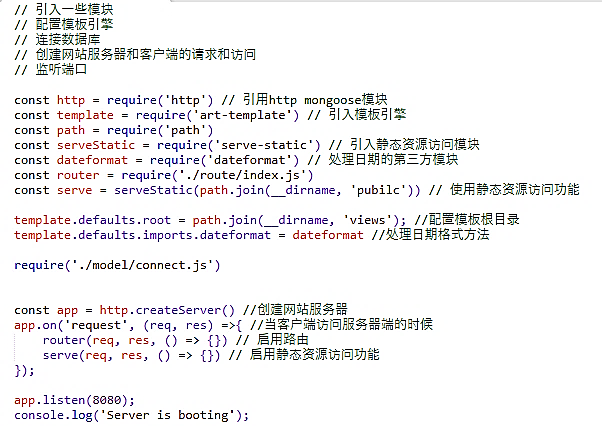 // 引入一些模块
// 配置模板引擎
// 连接数据库
// 创建网站服务器和客户端的请求和访问
// 监听端口
const http = require('http') // 引用http mongoose模块
const template = require('art-template') // 引入模板引擎
const path = require('path')
const serveStatic = require('serve-static') // 引入静态资源访问模块
const dateformat = require('dateformat') // 处理日期的第三方模块
const router = require('./route/index.js')
const serve = serveStatic(path.join(__dirname, 'pubilc')) // 使用静态资源访问功能
template.defaults.root = path.join(__dirname, 'views'); //配置模板根目录
template.defaults.imports.dateformat = dateformat //处理日期格式方法
require('./model/connect.js')
const app = http.createServer() //创建网站服务器
app.on('request', (req, res) =>{ //当客户端访问服务器端的时候
router(req, res, () => {}) // 启用路由
serve(req, res, () => {}) // 启用静态资源访问功能
});
app.listen(8080);
console.log('Server is booting');